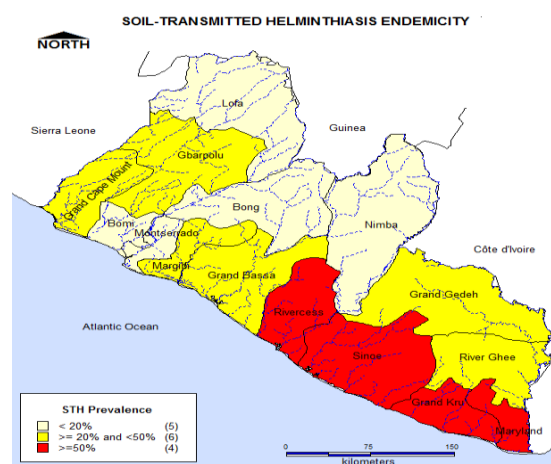 SOIL-TRANSMITTED HELMINTHIASIS ENDEMICITY
NORTH
Lofa
Sierra Leone
Guinea
Gbarpolu
Grand Cape Mount
Bong
Bomi
Nimba
Montserrado
Côte d'Ivoire
Margibi
Grand Bassa
Grand Gedeh
Rivercess
Atlantic Ocean
Sinoe
River Ghee
Grand Kru
Maryland
STH Prevalence
< 20% (5)
>= 20% and <50% (6)
>=50% (4)
0 75 150
kilometers